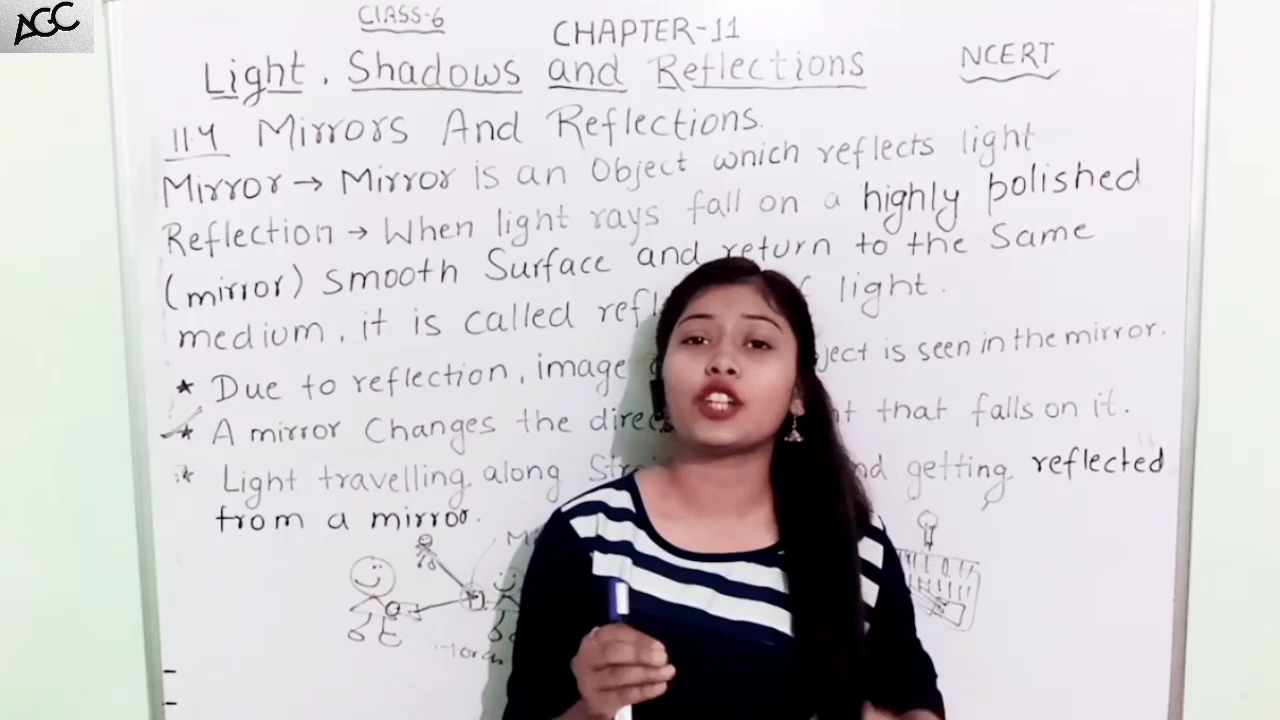 AGC
CLASS-6
CHAPTER-11
NCERT
Light, Shadows and Reflections
11.4 Mirrors And Reflections.
Mirror → Mirror is an Object which reflects light
Reflection → When light rays fall on a highly polished
(mirror) smooth Surface and return to the Same
medium, it is called light.
* Due to reflection, image is seen in the mirror.
* A mirror Changes the that falls on it.
* Light travelling along getting reflected
from a mirror.